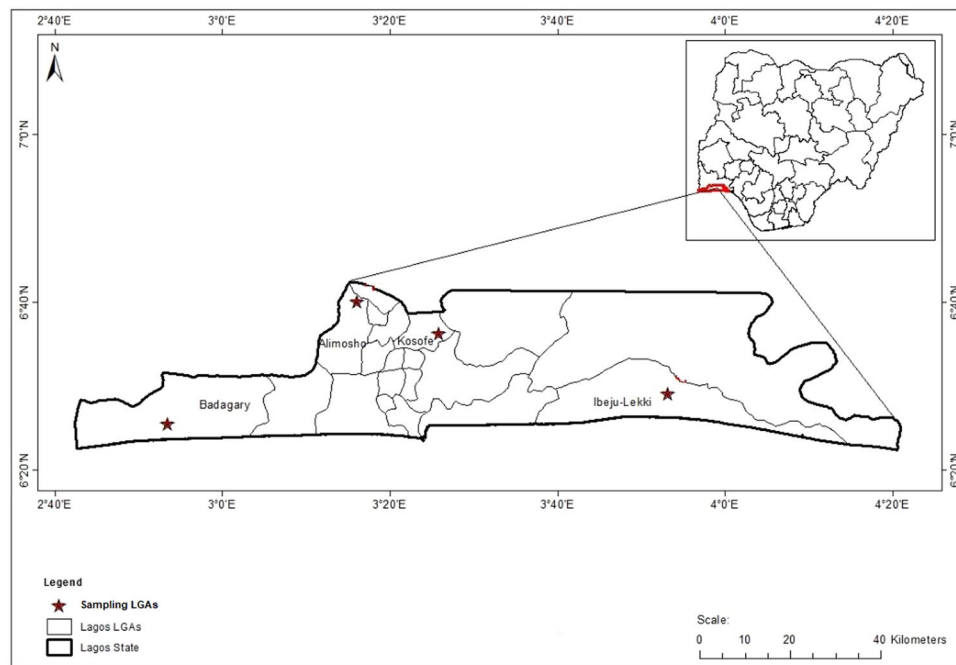 2°40'E 3°0'E 3°20'E 3°40'E 4°0'E 4°20'E
N
7°0'N 7°0'N
6°40'N 6°40'N
Alimosho Kosofe
Badagary Ibeju-Lekki
6°20'N 6°20'N
2°40'E 3°0'E 3°20'E 3°40'E 4°0'E 4°20'E
Legend
Sampling LGAs
Lagos LGAs
Lagos State
Scale:
0 10 20 40 Kilometers